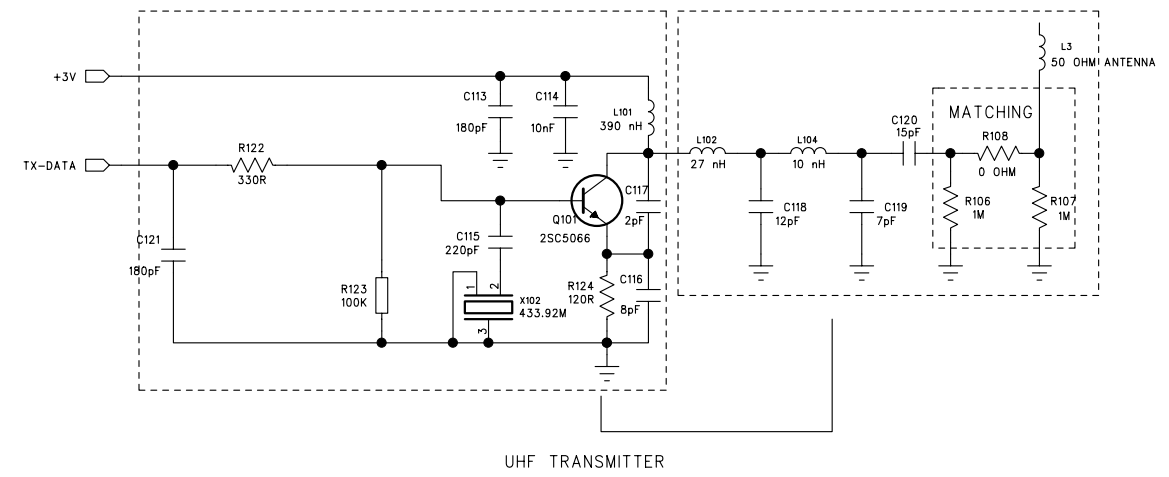 +3V
TX-DATA
C121
180pF
R122
330R
R123
100K
C113
180pF
C114
10nF
L101
390 nH
Q101
2SC5066
C115
220pF
1
2
3
X102
433.92M
R124
120R
C117
2pF
C116
8pF
L102
27 nH
C118
12pF
L104
10 nH
C119
7pF
C120
15pF
MATCHING
R108
0 OHM
R106
1M
R107
1M
L3
50 OHM ANTENNA
UHF TRANSMITTER